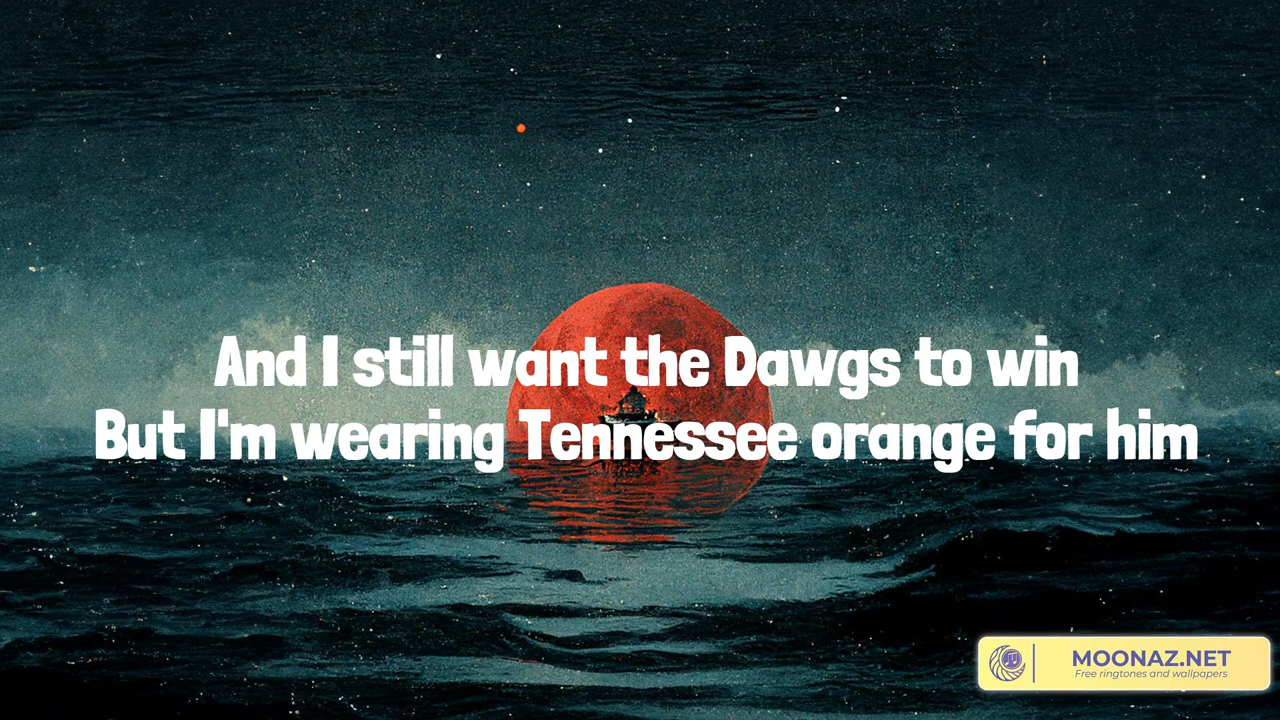 And I still want the Dawgs to win
But I'm wearing Tennessee orange for him
MOONAZ.NET
Free ringtones and wallpapers